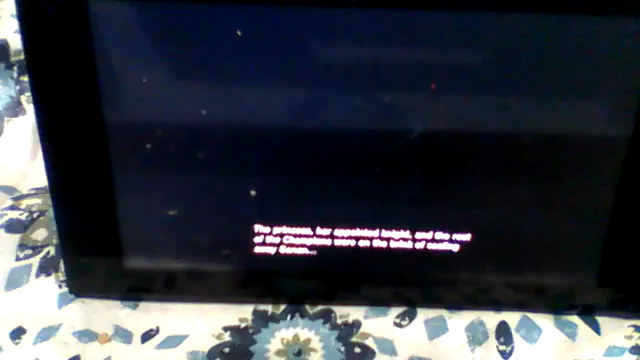 The princess, her appointed knight, and the rest
of the Champions were on the brink of sealing
away Ganon...